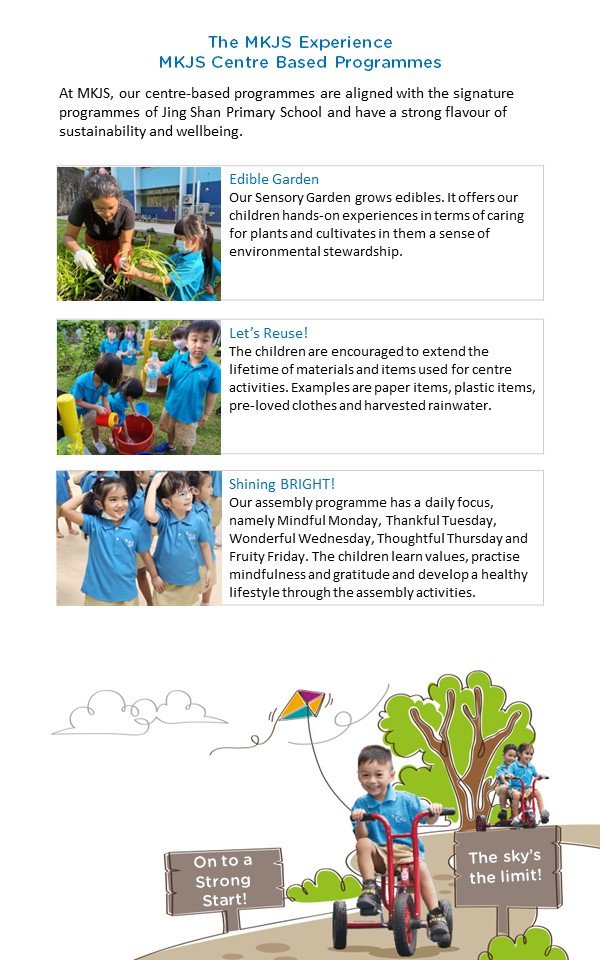 The MKJS Experience
MKJS Centre Based Programmes
At MKJS, our centre-based programmes are aligned with the signature
programmes of Jing Shan Primary School and have a strong flavour of
sustainability and wellbeing.
Edible Garden
Our Sensory Garden grows edibles. It offers our
children hands-on experiences in terms of caring
for plants and cultivates in them a sense of
environmental stewardship.
Let's Reuse!
The children are encouraged to extend the
lifetime of materials and items used for centre
activities. Examples are paper items, plastic items,
pre-loved clothes and harvested rainwater.
Shining BRIGHT!
Our assembly programme has a daily focus,
namely Mindful Monday, Thankful Tuesday,
Wonderful Wednesday, Thoughtful Thursday and
Fruity Friday. The children learn values, practise
mindfulness and gratitude and develop a healthy
lifestyle through the assembly activities.
On to a
Strong
Start!
The sky's
the limit!